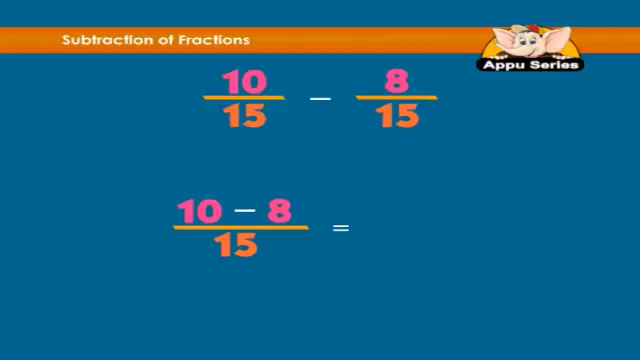 Subtraction of Fractions
Appu Series
10/15 − 8/15
10 − 8/15 =